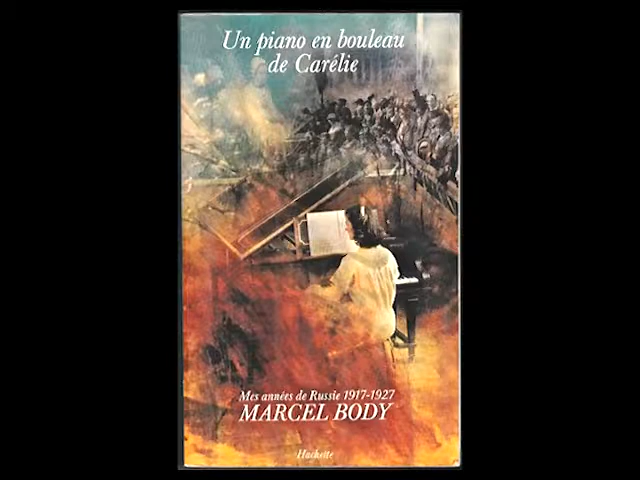 Un piano en bouleau
de Carélie
Mes années de Russie 1917-1927
MARCEL BODY
Hachette